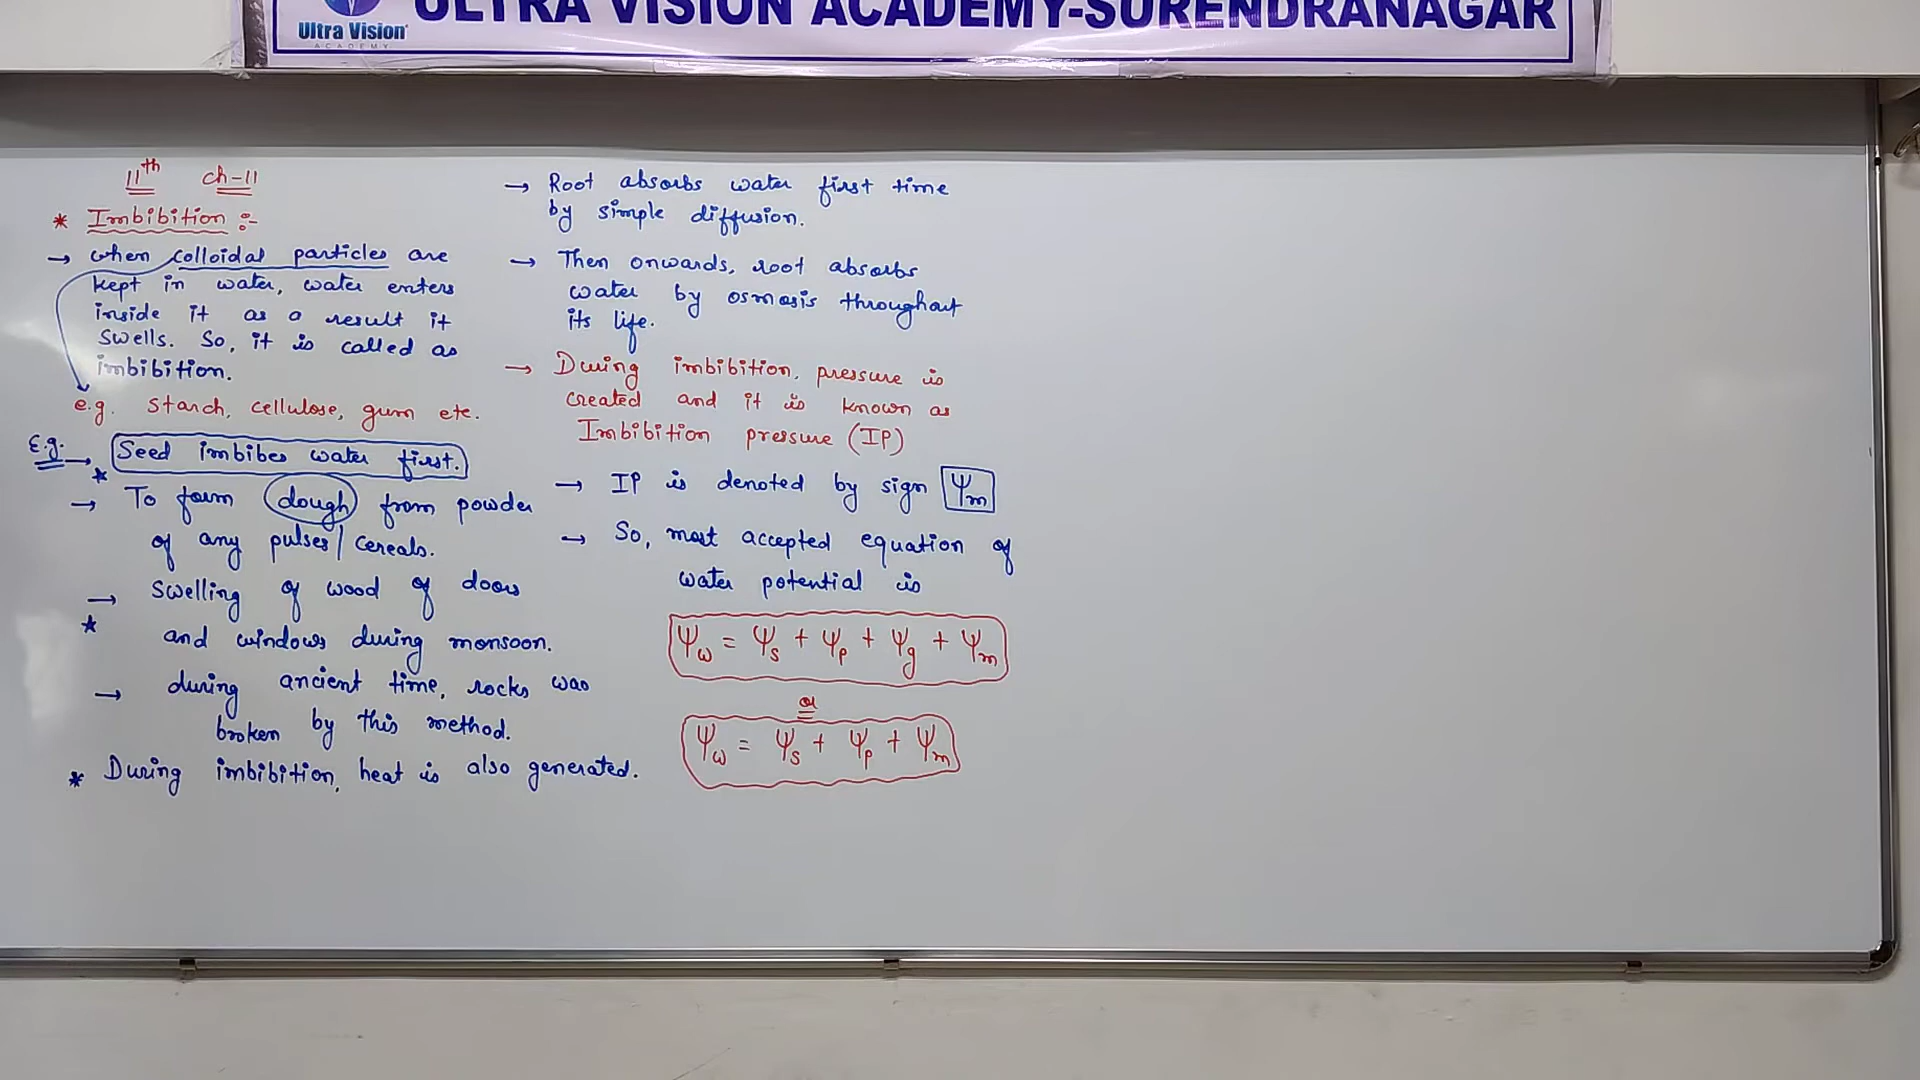 ULTRA VISION ACADEMY-SURENDRANAGAR
Ultra Vision
ACADEMY
11th ch-11
* Imbibition :-
→ when colloidal particles are
kept in water, water enters
inside it as a result it
swells. So, it is called as
imbibition.
e.g. starch, cellulose, gum etc.
E.g. → Seed imbibes water first.
* → To form dough from powder
of any pulses/cereals.
→ Swelling of wood of doors
* and windows during monsoon.
→ during ancient time, rocks was
broken by this method.
* During imbibition, heat is also generated.
→ Root absorbs water first time
by simple diffusion.
→ Then onwards, root absorbs
water by osmosis throughout
its life.
→ During imbibition, pressure is
created and it is known as
Imbibition pressure (IP)
→ IP is denoted by sign Ψm
→ So, most accepted equation of
water potential is
Ψw = Ψs + Ψp + Ψg + Ψm
or
Ψw = Ψs + Ψp + Ψm